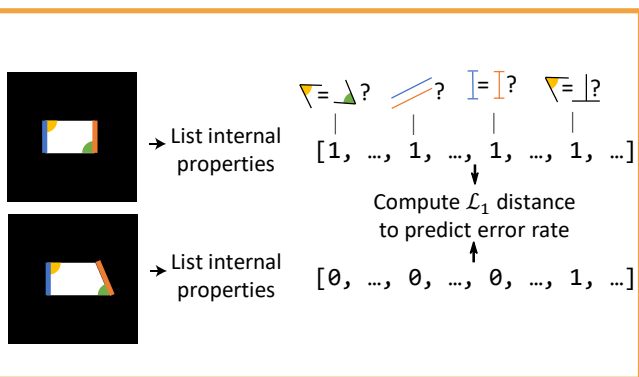 = ? ? = ? = ?
List internal
properties
[1, …, 1, …, 1, …, 1, …]
Compute ℒ₁ distance
to predict error rate
List internal
properties
[0, …, 0, …, 0, …, 1, …]